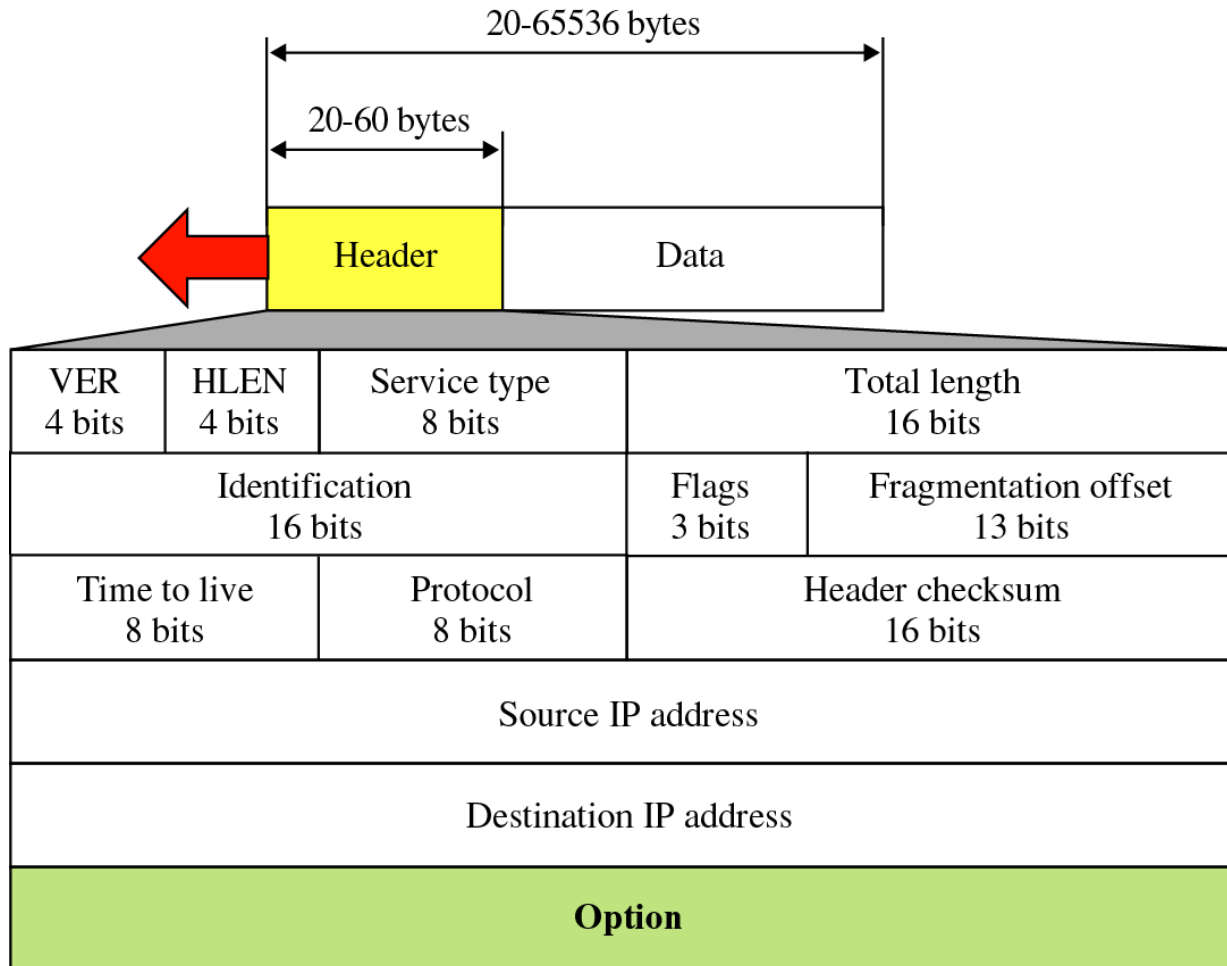 20-65536 bytes
20-60 bytes
Header
Data
VER
4 bits
HLEN
4 bits
Service type
8 bits
Total length
16 bits
Identification
16 bits
Flags
3 bits
Fragmentation offset
13 bits
Time to live
8 bits
Protocol
8 bits
Header checksum
16 bits
Source IP address
Destination IP address
Option